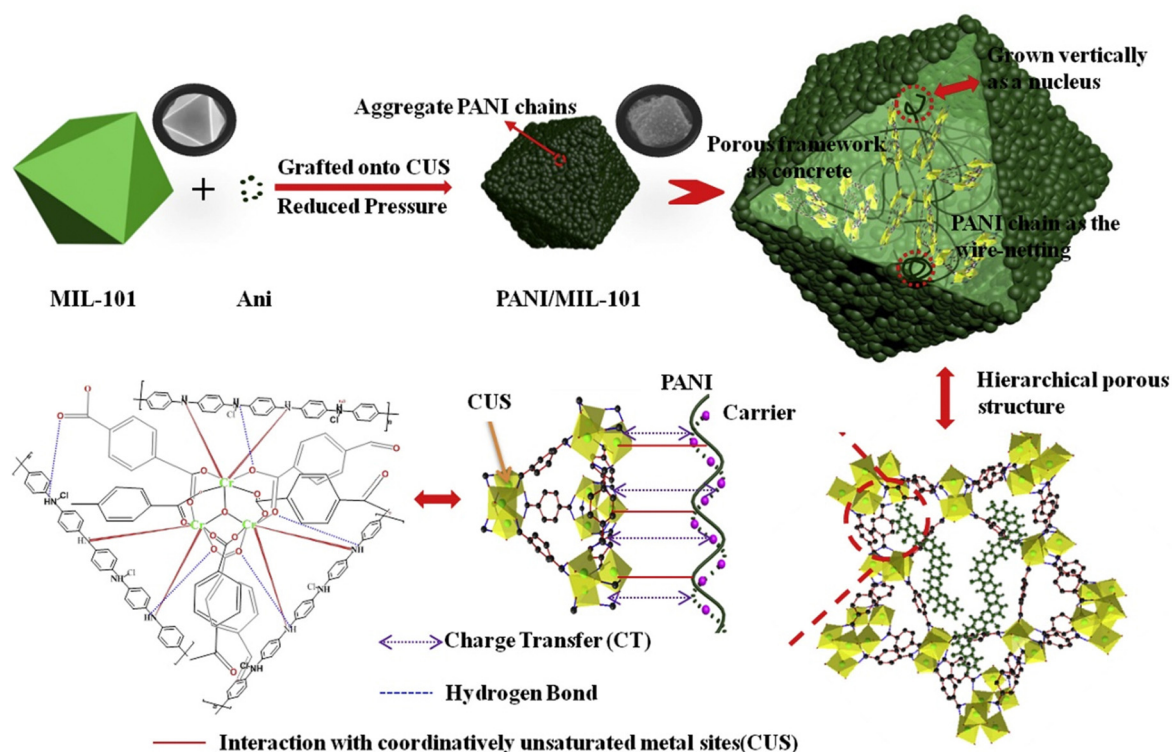 Grown vertically
as a nucleus
Aggregate PANI chains
Grafted onto CUS
Reduced Pressure
+
Porous framework
as concrete
PANI chain as the
wire-netting
MIL-101
Ani
PANI/MIL-101
Hierarchical porous
structure
PANI
CUS
Carrier
Charge Transfer (CT)
Hydrogen Bond
Interaction with coordinatively unsaturated metal sites(CUS)